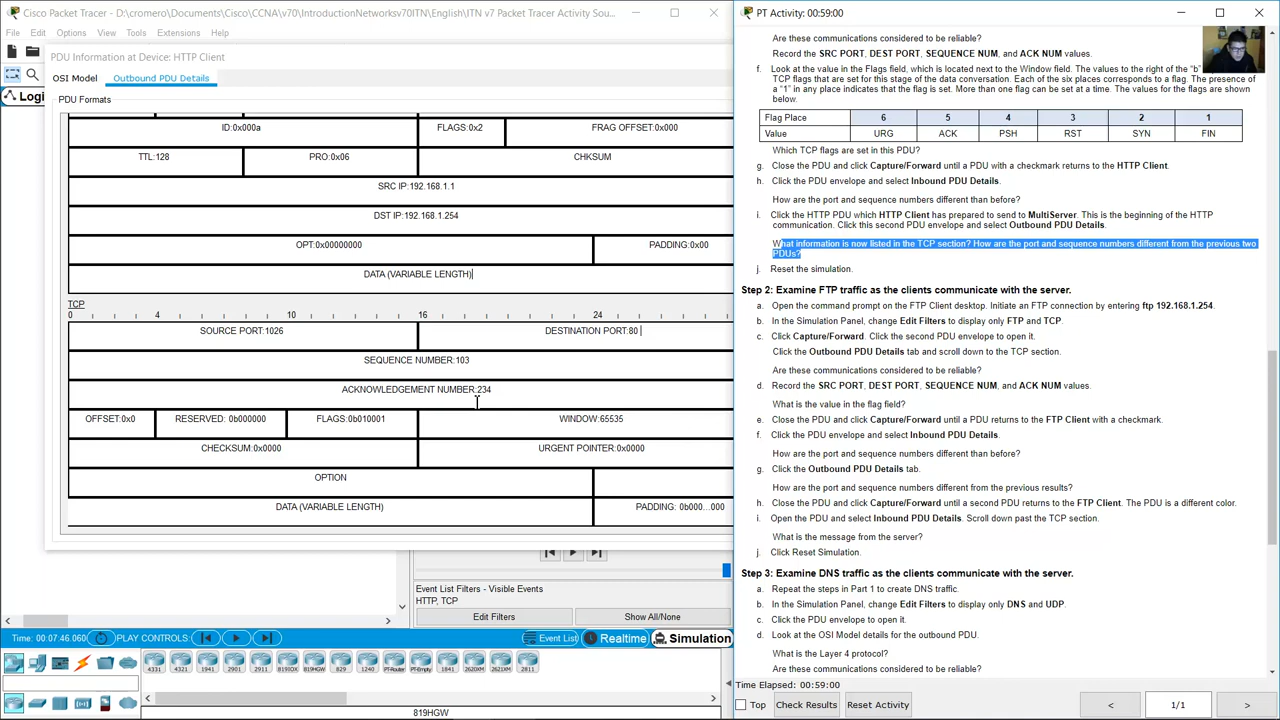 Cisco Packet Tracer - D:\cromero\Documents\Cisco\CCNA\v70\IntroductionNetworksv70ITN\English\ITN v7 Packet Tracer Activity Sou...
File Edit Options View Tools Extensions Help
PDU Information at Device: HTTP Client
OSI Model Outbound PDU Details
Logi
PDU Formats
ID:0x000a FLAGS:0x2 FRAG OFFSET:0x000
TTL:128 PRO:0x06 CHKSUM
SRC IP:192.168.1.1
DST IP:192.168.1.254
OPT:0x00000000 PADDING:0x00
DATA (VARIABLE LENGTH)
TCP
0 4 10 16 24
SOURCE PORT:1026 DESTINATION PORT:80
SEQUENCE NUMBER:103
ACKNOWLEDGEMENT NUMBER:234
OFFSET:0x0 RESERVED: 0b000000 FLAGS:0b010001 WINDOW:65535
CHECKSUM:0x0000 URGENT POINTER:0x0000
OPTION
DATA (VARIABLE LENGTH) PADDING: 0b000...000
Event List Filters - Visible Events
HTTP, TCP
Edit Filters Show All/None
Time: 00:07:46.060 PLAY CONTROLS: Event List Realtime Simulation
4331 4321 1941 2901 2911 819IOX 819HGW 829 1240 PT-Router PT-Empty 1841 2620XM 2621XM 2811
819HGW
PT Activity: 00:59:00
Are these communications considered to be reliable?
Record the SRC PORT, DEST PORT, SEQUENCE NUM, and ACK NUM values.
f. Look at the value in the Flags field, which is located next to the Window field. The values to the right of the "b"
TCP flags that are set for this stage of the data conversation. Each of the six places corresponds to a flag. The presence of
a "1" in any place indicates that the flag is set. More than one flag can be set at a time. The values for the flags are shown
below.
Flag Place 6 5 4 3 2 1
Value URG ACK PSH RST SYN FIN
Which TCP flags are set in this PDU?
g. Close the PDU and click Capture/Forward until a PDU with a checkmark returns to the HTTP Client.
h. Click the PDU envelope and select Inbound PDU Details.
How are the port and sequence numbers different than before?
i. Click the HTTP PDU which HTTP Client has prepared to send to MultiServer. This is the beginning of the HTTP
communication. Click this second PDU envelope and select Outbound PDU Details.
What information is now listed in the TCP section? How are the port and sequence numbers different from the previous two
PDUs?
j. Reset the simulation.
Step 2: Examine FTP traffic as the clients communicate with the server.
a. Open the command prompt on the FTP Client desktop. Initiate an FTP connection by entering ftp 192.168.1.254.
b. In the Simulation Panel, change Edit Filters to display only FTP and TCP.
c. Click Capture/Forward. Click the second PDU envelope to open it.
Click the Outbound PDU Details tab and scroll down to the TCP section.
Are these communications considered to be reliable?
d. Record the SRC PORT, DEST PORT, SEQUENCE NUM, and ACK NUM values.
What is the value in the flag field?
e. Close the PDU and click Capture/Forward until a PDU returns to the FTP Client with a checkmark.
f. Click the PDU envelope and select Inbound PDU Details.
How are the port and sequence numbers different than before?
g. Click the Outbound PDU Details tab.
How are the port and sequence numbers different from the previous results?
h. Close the PDU and click Capture/Forward until a second PDU returns to the FTP Client. The PDU is a different color.
i. Open the PDU and select Inbound PDU Details. Scroll down past the TCP section.
What is the message from the server?
j. Click Reset Simulation.
Step 3: Examine DNS traffic as the clients communicate with the server.
a. Repeat the steps in Part 1 to create DNS traffic.
b. In the Simulation Panel, change Edit Filters to display only DNS and UDP.
c. Click the PDU envelope to open it.
d. Look at the OSI Model details for the outbound PDU.
What is the Layer 4 protocol?
Are these communications considered to be reliable?
Time Elapsed: 00:59:00
Top Check Results Reset Activity < 1/1 >